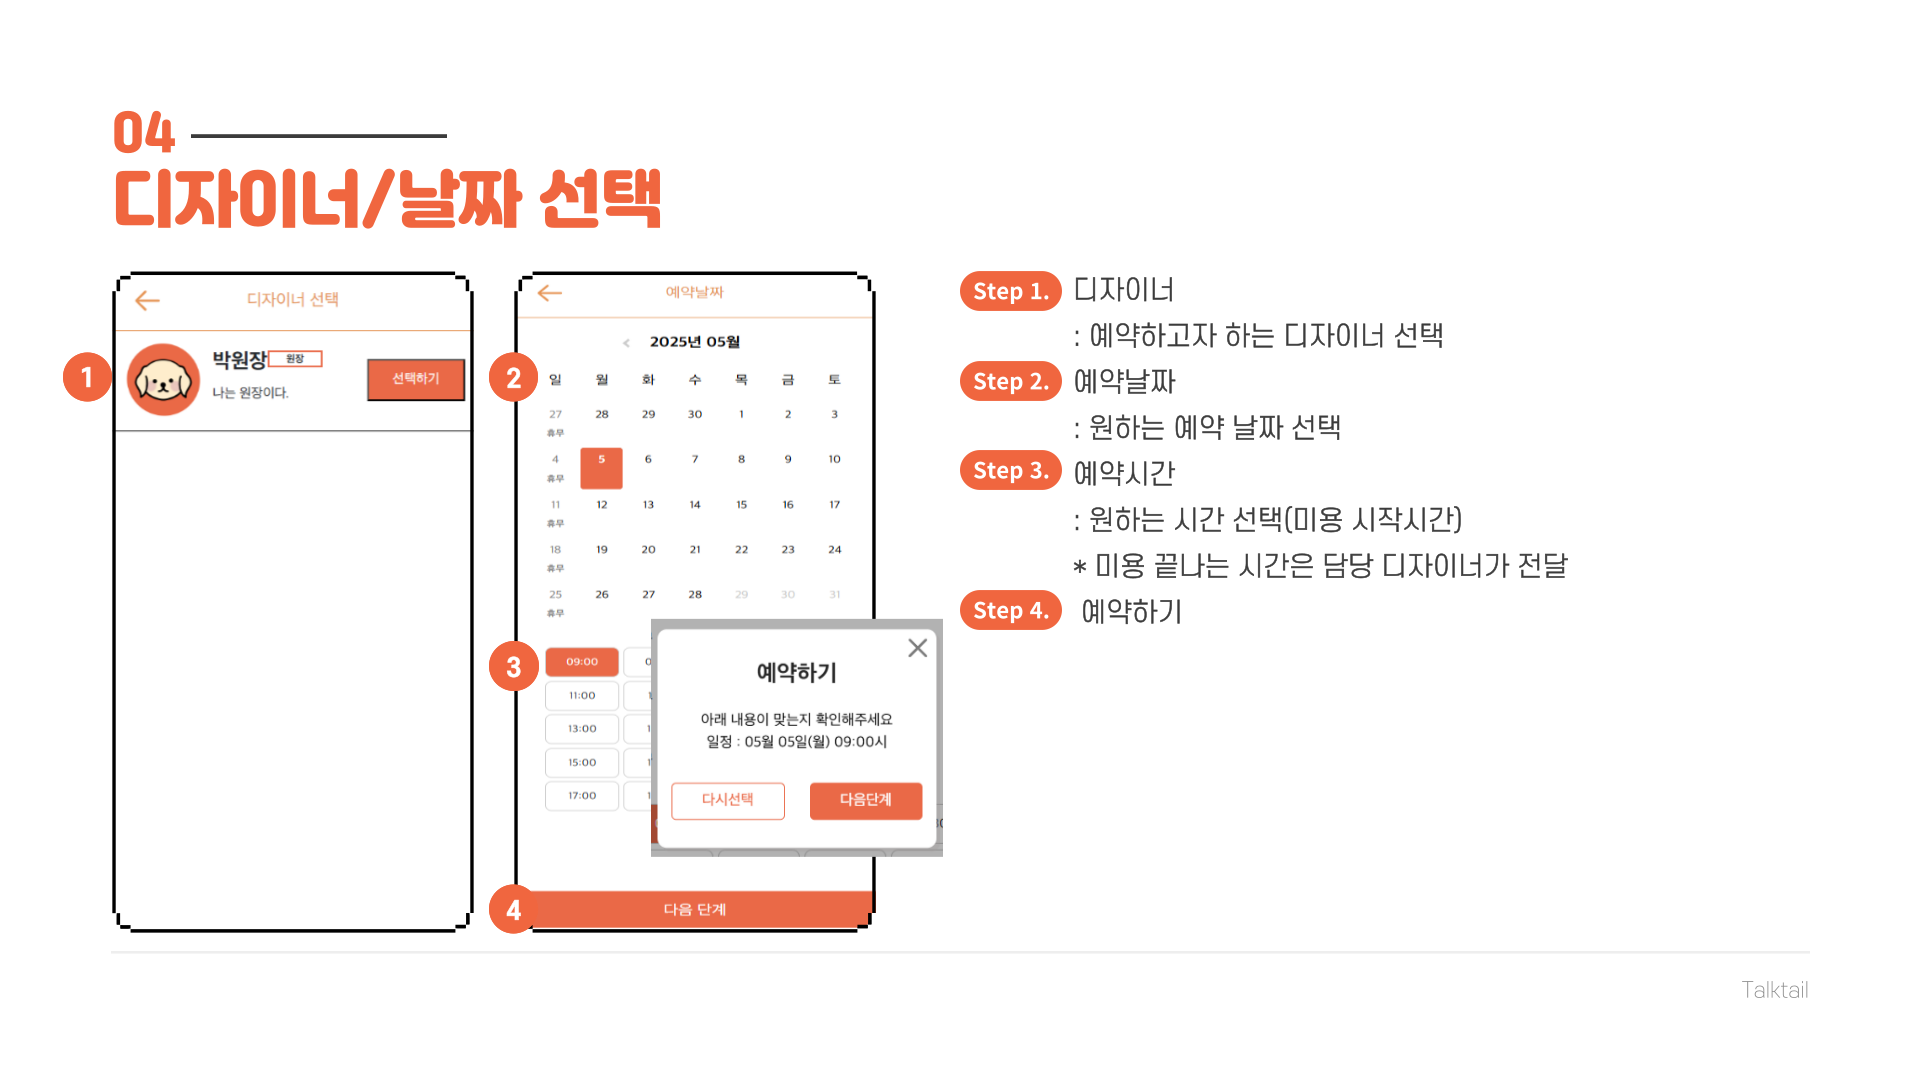 04
디자이너/날짜 선택
디자이너 선택
1
박원장 원장
나는 원장이다.
선택하기
예약날짜
2025년 05월
2
일 월 화 수 목 금 토
27 28 29 30 1 2 3
휴무
4 5 6 7 8 9 10
휴무
11 12 13 14 15 16 17
휴무
18 19 20 21 22 23 24
휴무
25 26 27 28 29 30 31
휴무
3
09:00
11:00
13:00
15:00
17:00
예약하기
아래 내용이 맞는지 확인해주세요
일정 : 05월 05일(월) 09:00시
다시선택 다음단계
4
다음 단계
Step 1. 디자이너
: 예약하고자 하는 디자이너 선택
Step 2. 예약날짜
: 원하는 예약 날짜 선택
Step 3. 예약시간
: 원하는 시간 선택(미용 시작시간)
* 미용 끝나는 시간은 담당 디자이너가 전달
Step 4. 예약하기
Talktail